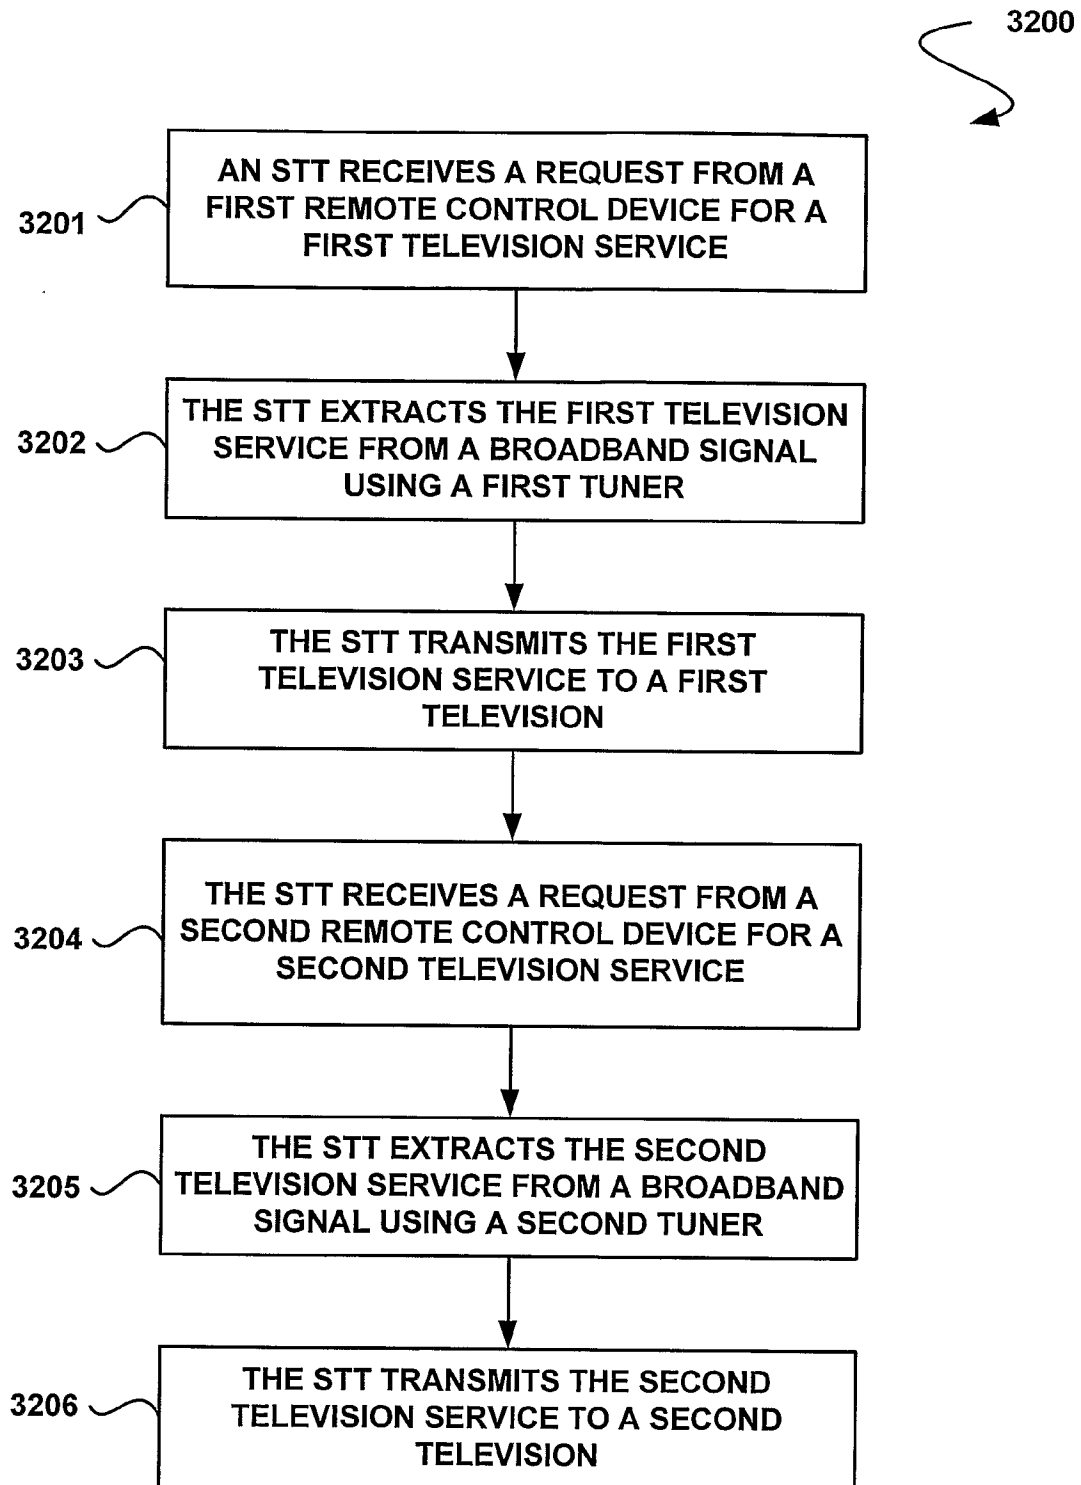 3200
AN STT RECEIVES A REQUEST FROM A
FIRST REMOTE CONTROL DEVICE FOR A
FIRST TELEVISION SERVICE
3201
THE STT EXTRACTS THE FIRST TELEVISION
SERVICE FROM A BROADBAND SIGNAL
USING A FIRST TUNER
3202
THE STT TRANSMITS THE FIRST
TELEVISION SERVICE TO A FIRST
TELEVISION
3203
THE STT RECEIVES A REQUEST FROM A
SECOND REMOTE CONTROL DEVICE FOR A
SECOND TELEVISION SERVICE
3204
THE STT EXTRACTS THE SECOND
TELEVISION SERVICE FROM A BROADBAND
SIGNAL USING A SECOND TUNER
3205
THE STT TRANSMITS THE SECOND
TELEVISION SERVICE TO A SECOND
TELEVISION
3206